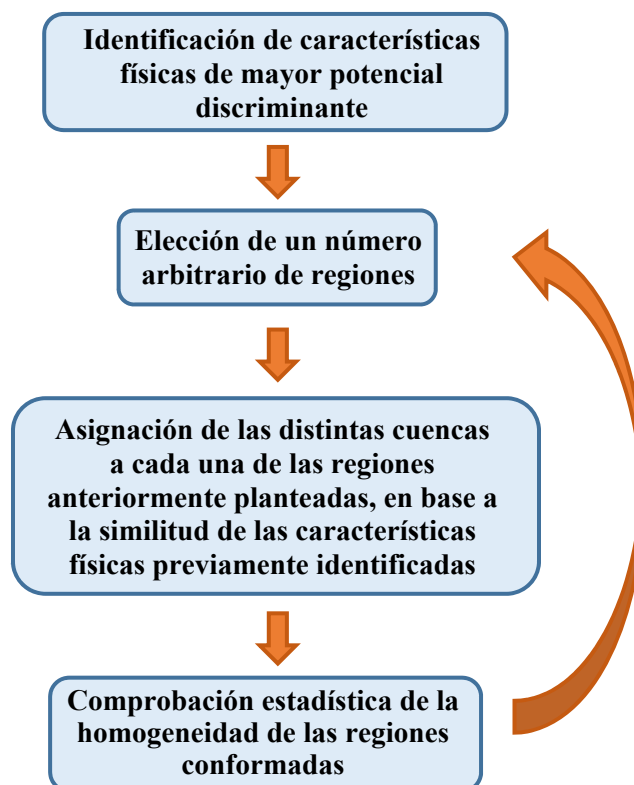 Identificación de características
físicas de mayor potencial
discriminante
Elección de un número
arbitrario de regiones
Asignación de las distintas cuencas
a cada una de las regiones
anteriormente planteadas, en base a
la similitud de las características
físicas previamente identificadas
Comprobación estadística de la
homogeneidad de las regiones
conformadas